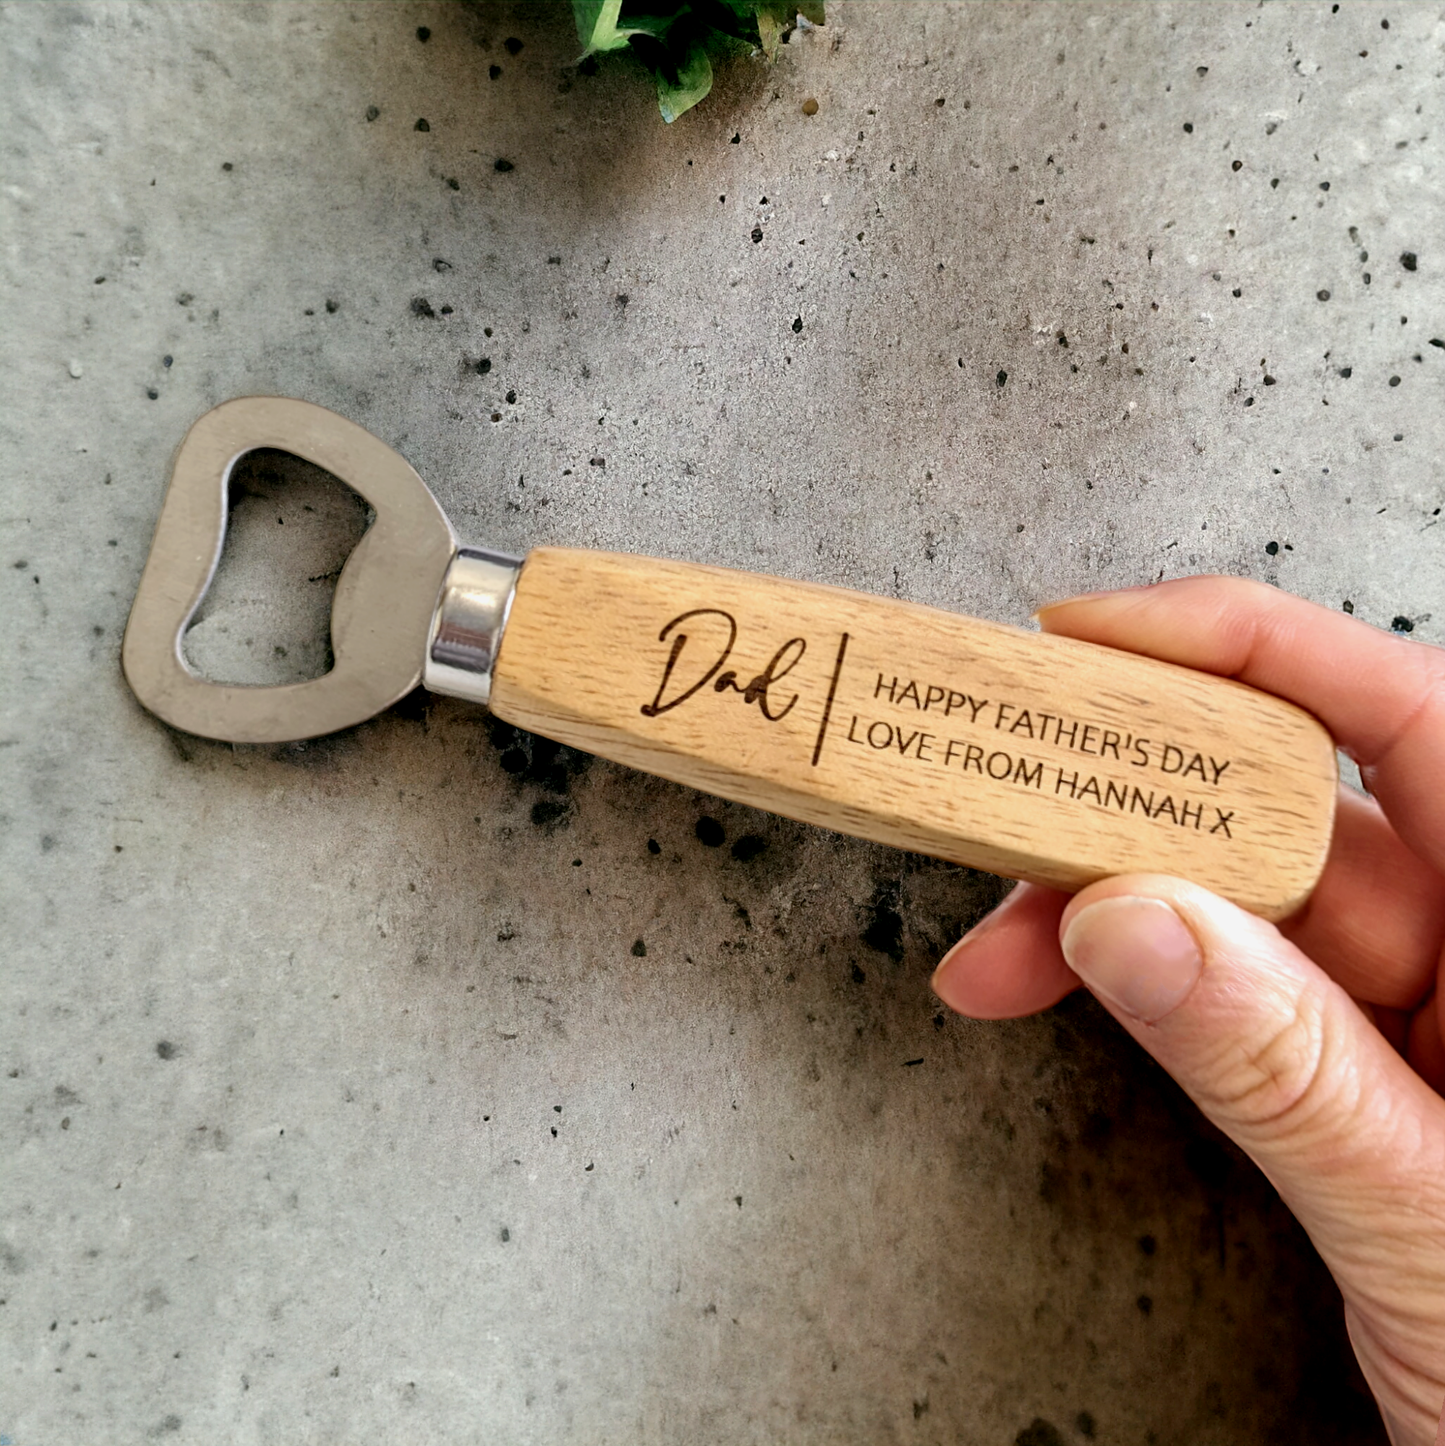 Dad
HAPPY FATHER'S DAY
LOVE FROM HANNAH X